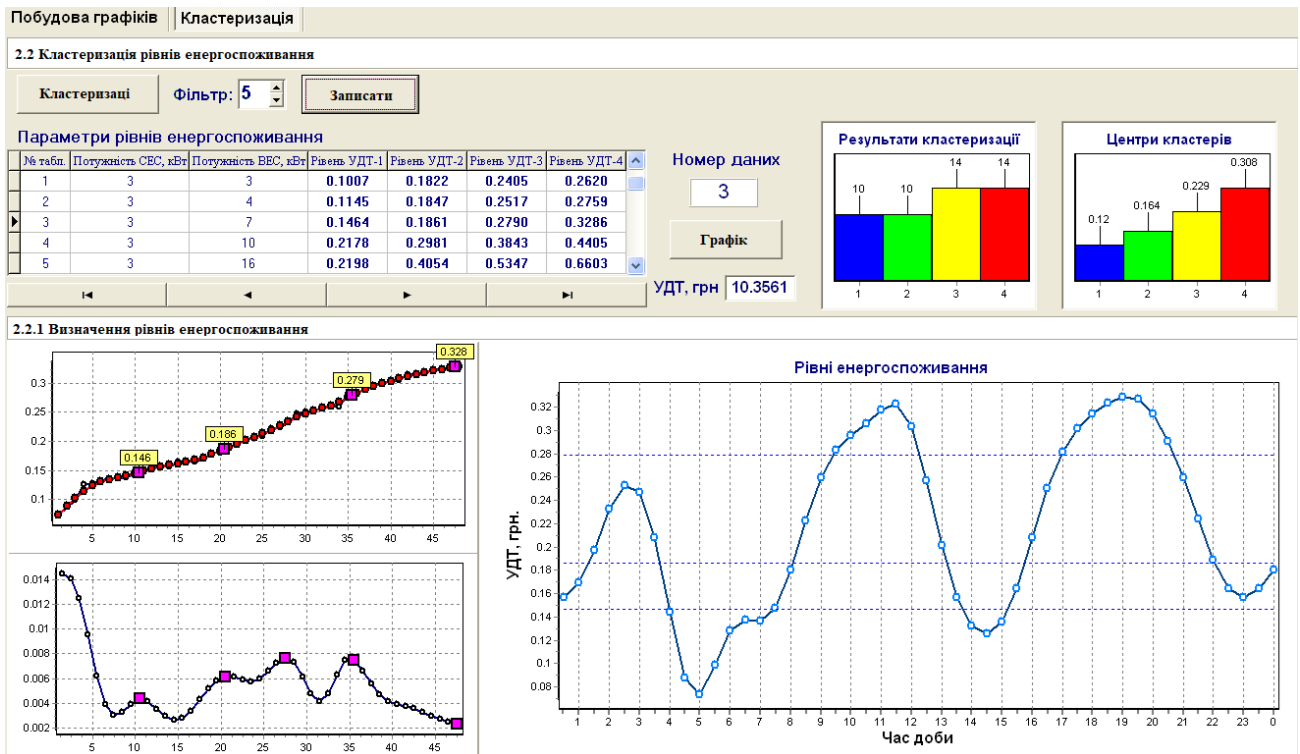 Побудова графіків Кластеризація
2.2 Кластеризація рівнів енергоспоживання
Кластеризаці Фільтр: 5 Записати
Параметри рівнів енергоспоживання
№ табл. Потужність СЕС, кВт Потужність ВЕС, кВт Рівень УДТ-1 Рівень УДТ-2 Рівень УДТ-3 Рівень УДТ-4
1 3 3 0.1007 0.1822 0.2405 0.2620
2 3 4 0.1145 0.1847 0.2517 0.2759
3 3 7 0.1464 0.1861 0.2790 0.3286
4 3 10 0.2178 0.2981 0.3843 0.4405
5 3 16 0.2198 0.4054 0.5347 0.6603
Номер даних
3
Графік
УДТ, грн 10.3561
Результати кластеризації
10 10 14 14
1 2 3 4
Центри кластерів
0.12 0.164 0.229 0.308
1 2 3 4
2.2.1 Визначення рівнів енергоспоживання
0.146 0.186 0.279 0.328
0.3
0.25
0.2
0.15
0.1
5 10 15 20 25 30 35 40 45
0.014
0.012
0.01
0.008
0.006
0.004
0.002
5 10 15 20 25 30 35 40 45
Рівні енергоспоживання
УДТ, грн.
0.32
0.3
0.28
0.26
0.24
0.22
0.2
0.18
0.16
0.14
0.12
0.1
0.08
1 2 3 4 5 6 7 8 9 10 11 12 13 14 15 16 17 18 19 20 21 22 23 0
Час доби